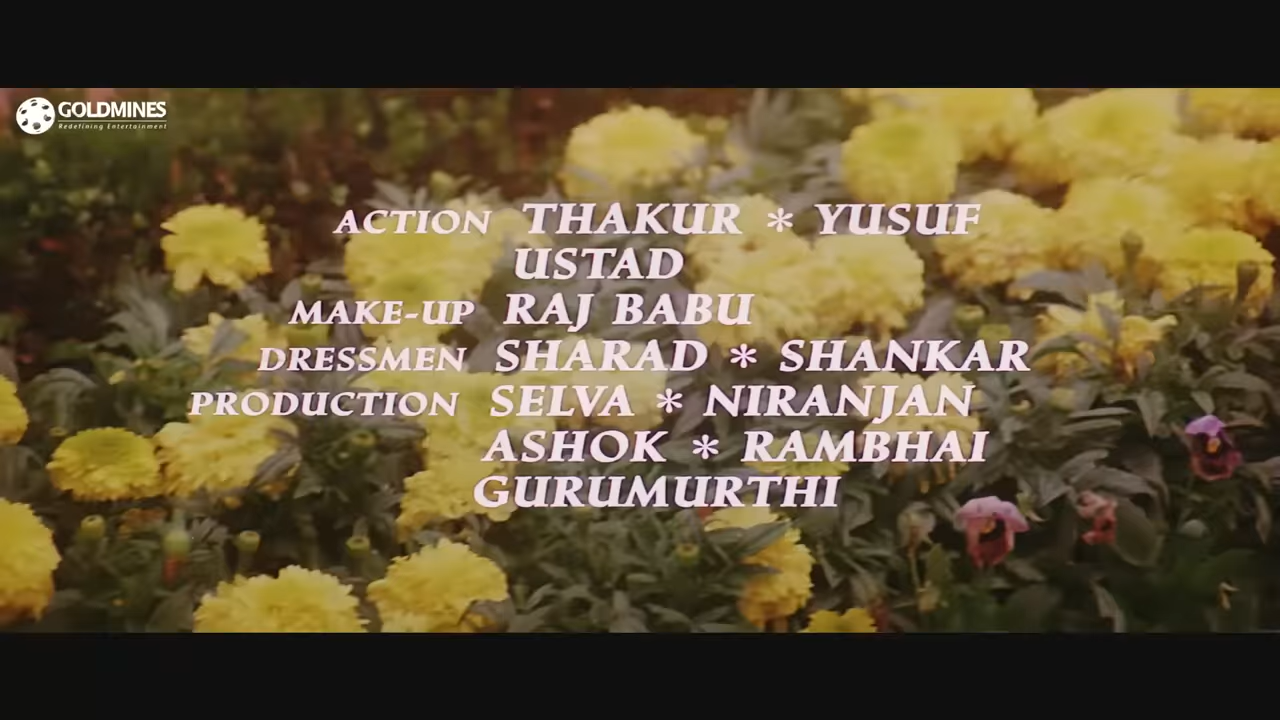 GOLDMINES
Redefining Entertainment
ACTION THAKUR * YUSUF
USTAD
MAKE-UP RAJ BABU
DRESSMEN SHARAD * SHANKAR
PRODUCTION SELVA * NIRANJAN
ASHOK * RAMBHAI
GURUMURTHI